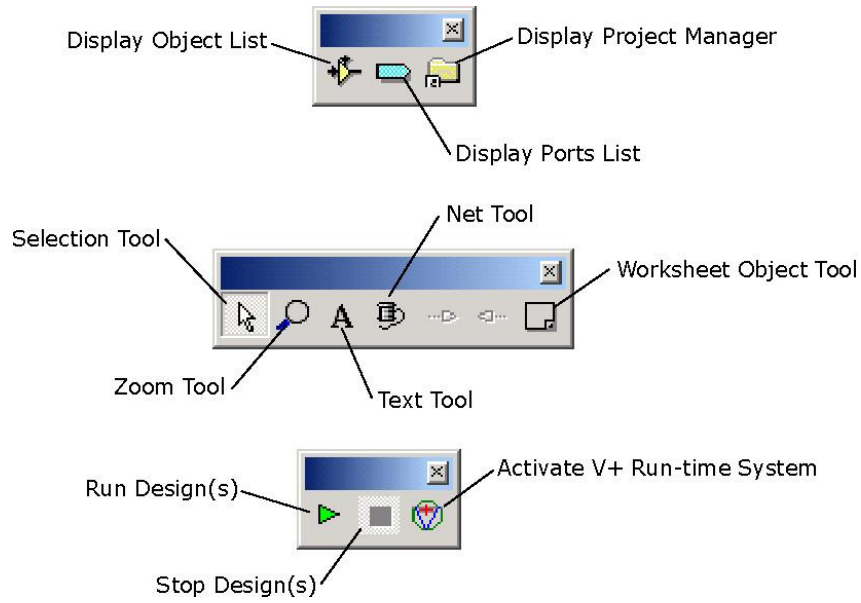 Display Object List
Display Project Manager
Display Ports List
Net Tool
Selection Tool
Worksheet Object Tool
A
Zoom Tool
Text Tool
Activate V+ Run-time System
Run Design(s)
Stop Design(s)